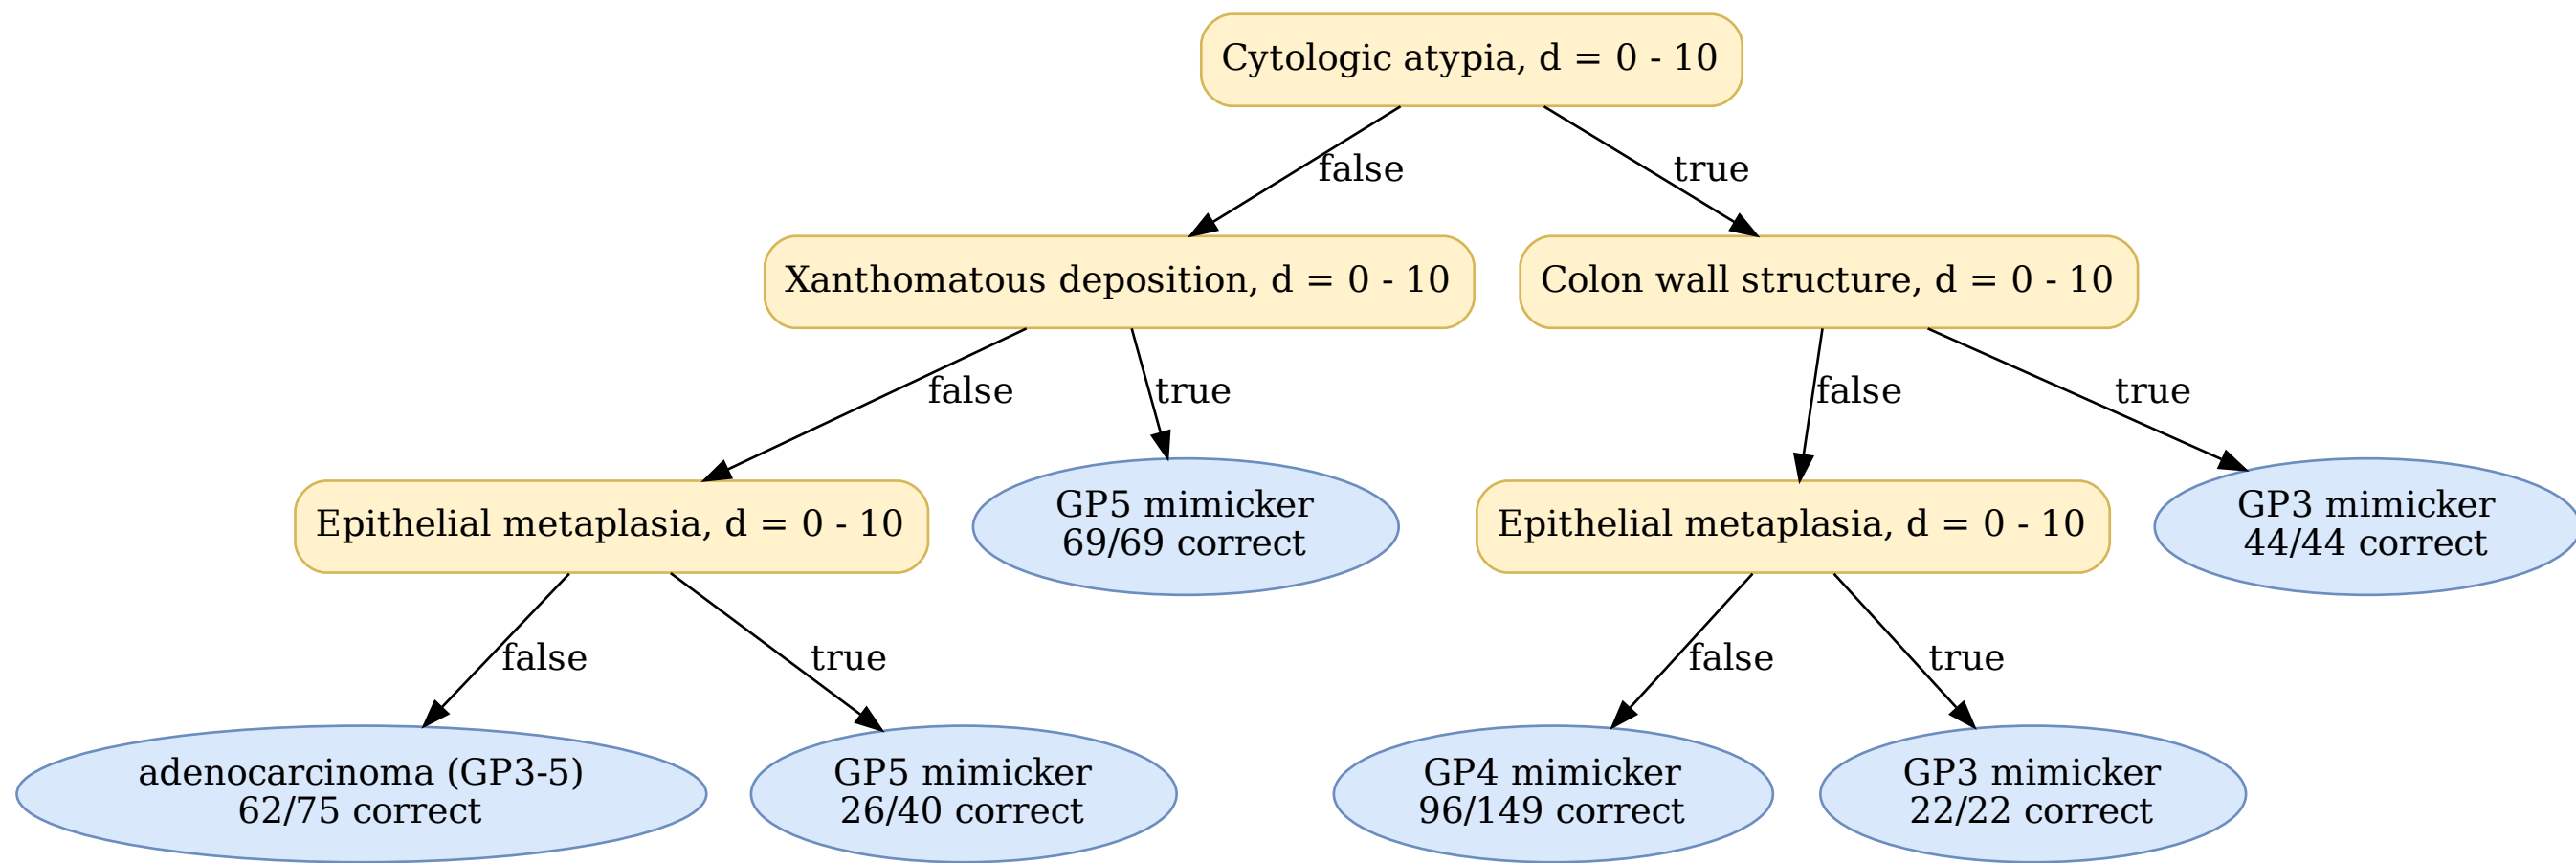 Cytologic atypia, d = 0 - 10
false
true
Xanthomatous deposition, d = 0 - 10
Colon wall structure, d = 0 - 10
false
true
false
true
Epithelial metaplasia, d = 0 - 10
GP5 mimicker
69/69 correct
Epithelial metaplasia, d = 0 - 10
GP3 mimicker
44/44 correct
false
true
false
true
adenocarcinoma (GP3-5)
62/75 correct
GP5 mimicker
26/40 correct
GP4 mimicker
96/149 correct
GP3 mimicker
22/22 correct